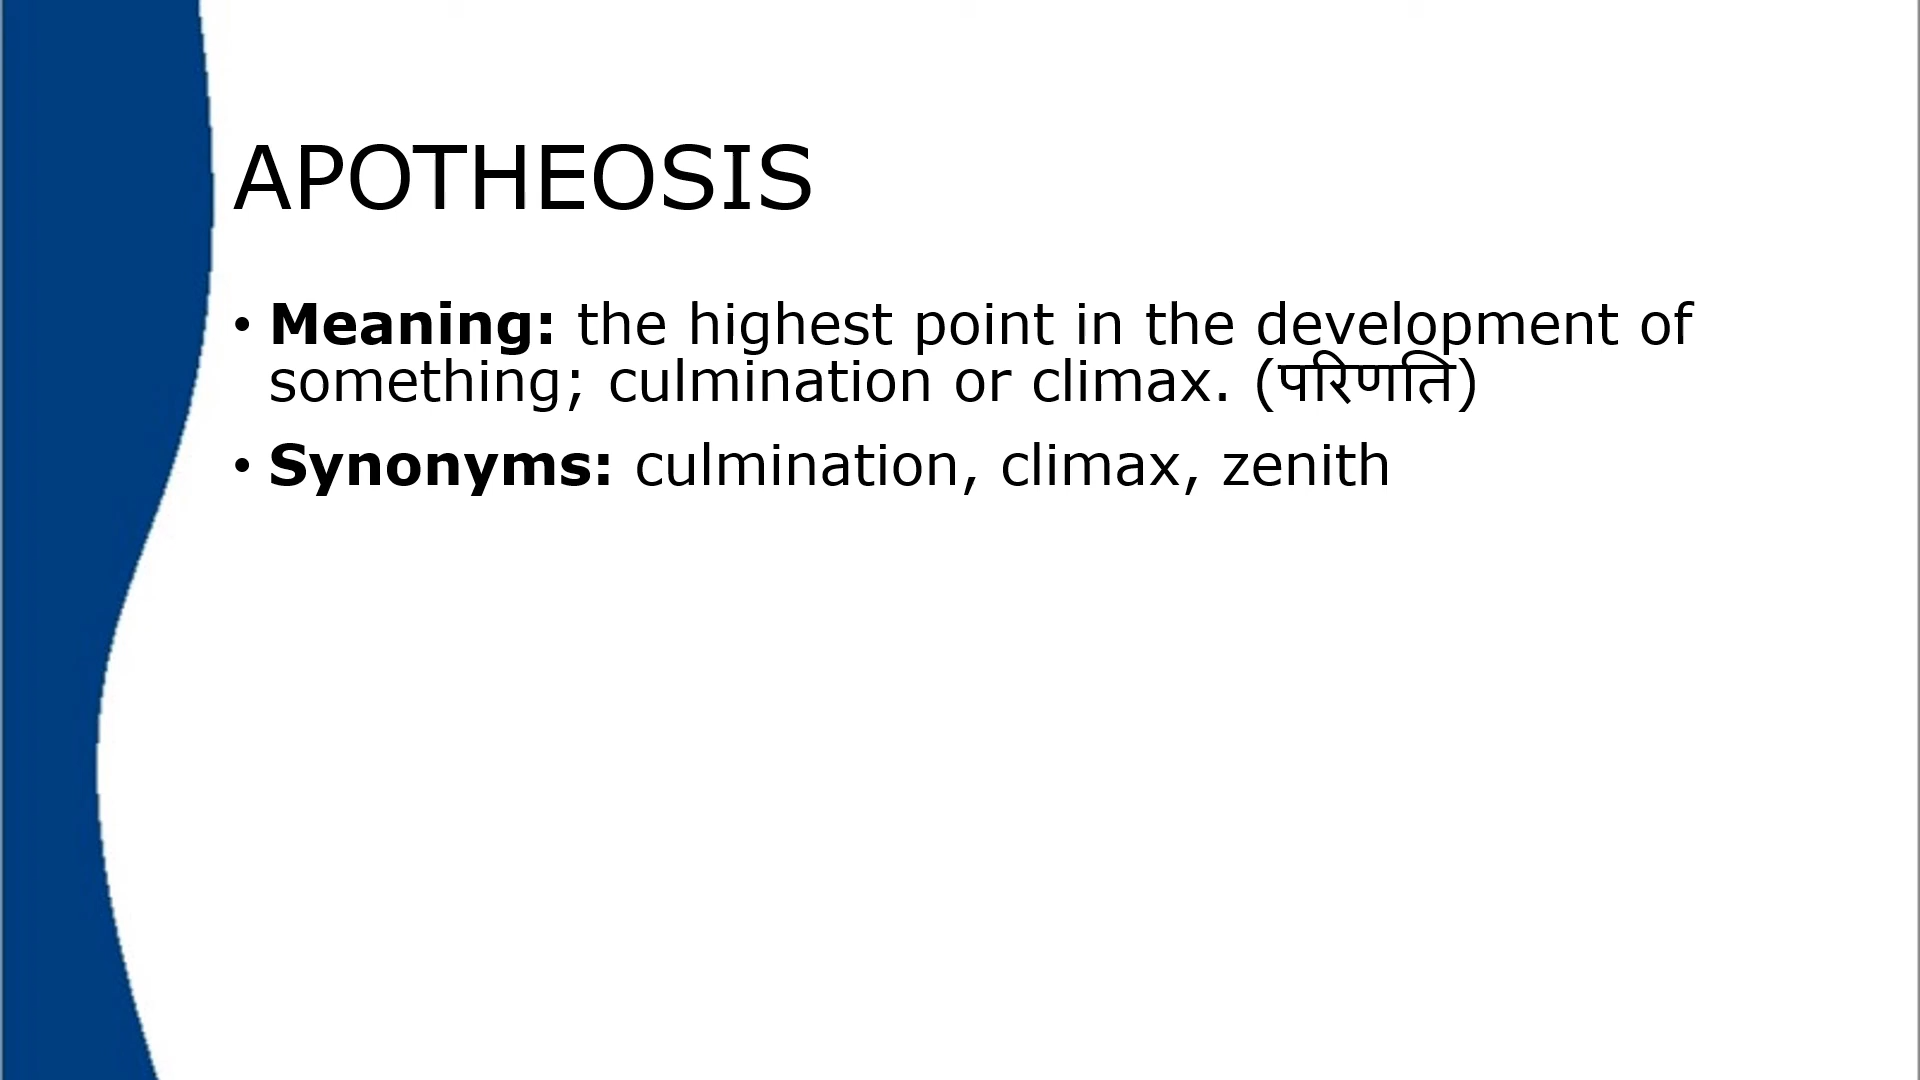 APOTHEOSIS
• Meaning: the highest point in the development of
something; culmination or climax. (परिणति)
• Synonyms: culmination, climax, zenith